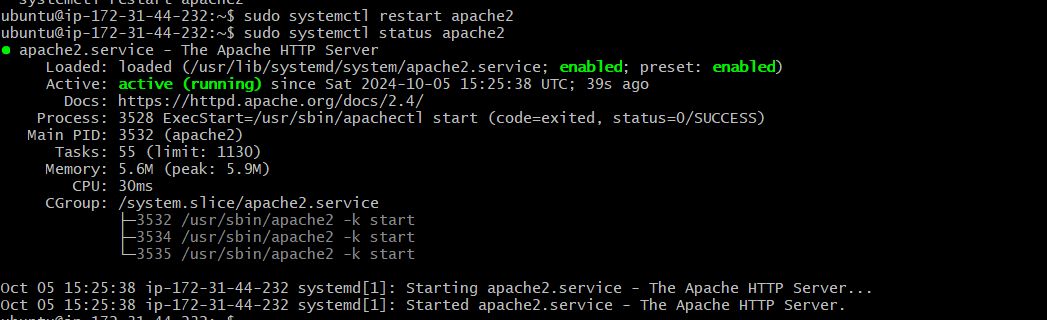 systemctl restart apache2
ubuntu@ip-172-31-44-232:~$ sudo systemctl restart apache2
ubuntu@ip-172-31-44-232:~$ sudo systemctl status apache2
● apache2.service - The Apache HTTP Server
     Loaded: loaded (/usr/lib/systemd/system/apache2.service; enabled; preset: enabled)
     Active: active (running) since Sat 2024-10-05 15:25:38 UTC; 39s ago
       Docs: https://httpd.apache.org/docs/2.4/
    Process: 3528 ExecStart=/usr/sbin/apachectl start (code=exited, status=0/SUCCESS)
   Main PID: 3532 (apache2)
      Tasks: 55 (limit: 1130)
     Memory: 5.6M (peak: 5.9M)
        CPU: 30ms
     CGroup: /system.slice/apache2.service
             ├─3532 /usr/sbin/apache2 -k start
             ├─3534 /usr/sbin/apache2 -k start
             └─3535 /usr/sbin/apache2 -k start
Oct 05 15:25:38 ip-172-31-44-232 systemd[1]: Starting apache2.service - The Apache HTTP Server...
Oct 05 15:25:38 ip-172-31-44-232 systemd[1]: Started apache2.service - The Apache HTTP Server.
ubuntu@ip-172-31-44-232:~$